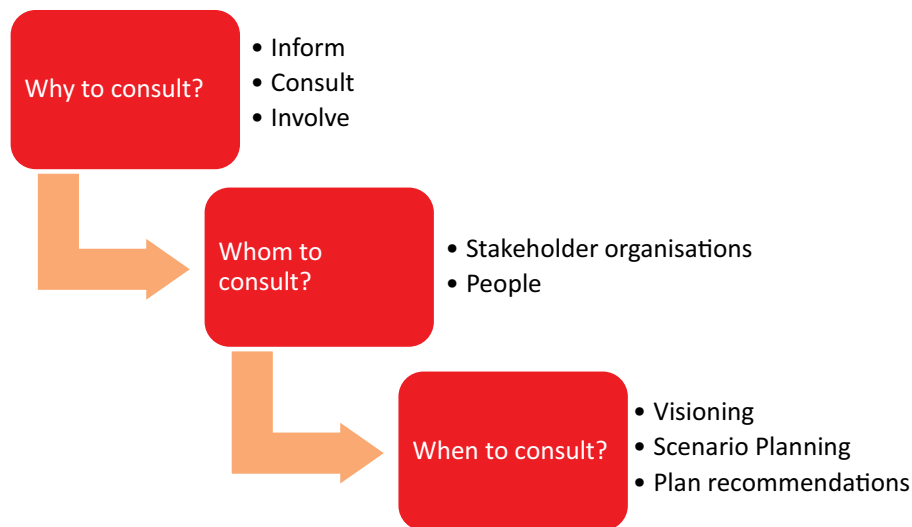 Why to consult?
• Inform
• Consult
• Involve
Whom to
consult?
• Stakeholder organisations
• People
When to consult?
• Visioning
• Scenario Planning
• Plan recommendations